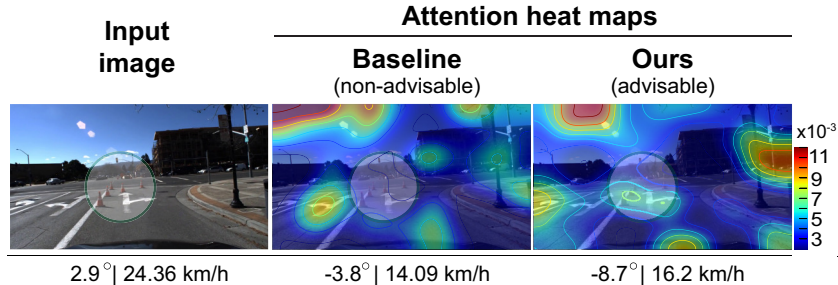 Input
image
Attention heat maps
Baseline
(non-advisable)
Ours
(advisable)
x10-3
11
9
7
5
3
2
2.9°| 24.36 km/h
-3.8°| 14.09 km/h
-8.7°| 16.2 km/h